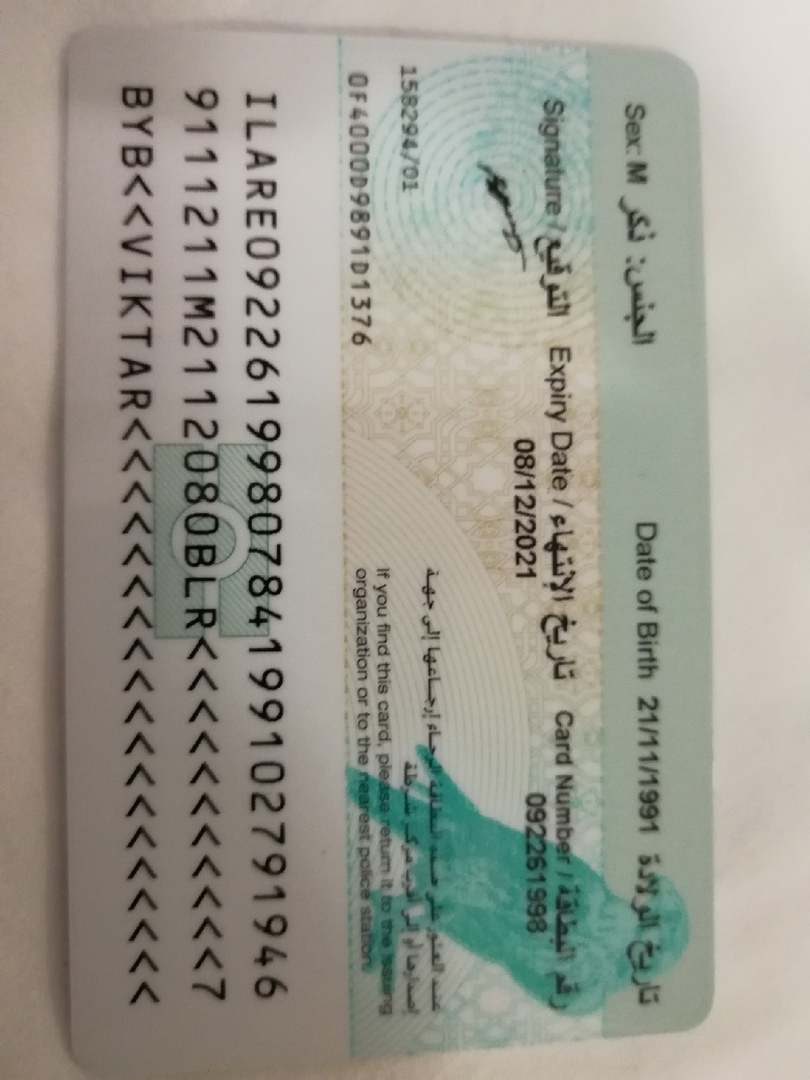 Sex: M الجنس: ذكر
Date of Birth 21/11/1991 تاريخ الولادة
Signature / التوقيع
Expiry Date / تاريخ الإنتهاء
08/12/2021
Card Number / رقم البطاقة
092261998
158294/01
0F4000D9891D1376
عند العثور على هذه البطاقة الرجاء إرجاعها إلى جهة
إصدارها أو إلى أقرب مركز شرطة
If you find this card, please return it to the issuing
organization or to the nearest police station
ILARE0922619980784199102791946
9111211M2112080BLR<<<<<<<<<<<7
BYB<<VIKTAR<<<<<<<<<<<<<<<<<<<